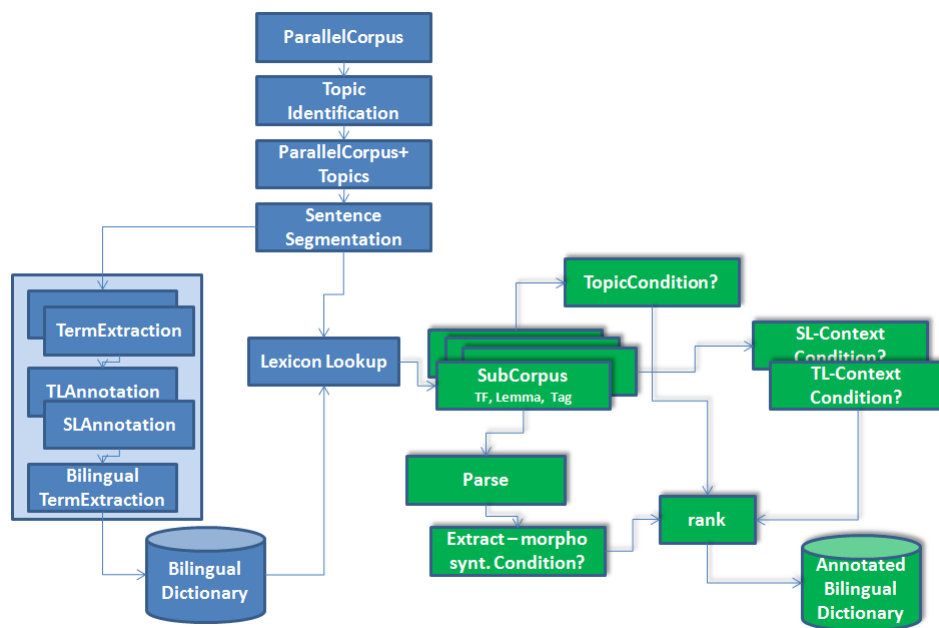 ParallelCorpus
Topic
Identification
ParallelCorpus+
Topics
Sentence
Segmentation
TermExtraction
TLAnnotation
SLAnnotation
Bilingual
TermExtraction
Bilingual
Dictionary
Lexicon Lookup
TopicCondition?
SubCorpus
TF, Lemma, Tag
SL-Context
Condition?
TL-Context
Condition?
Parse
Extract – morpho
synt. Condition?
rank
Annotated
Bilingual
Dictionary